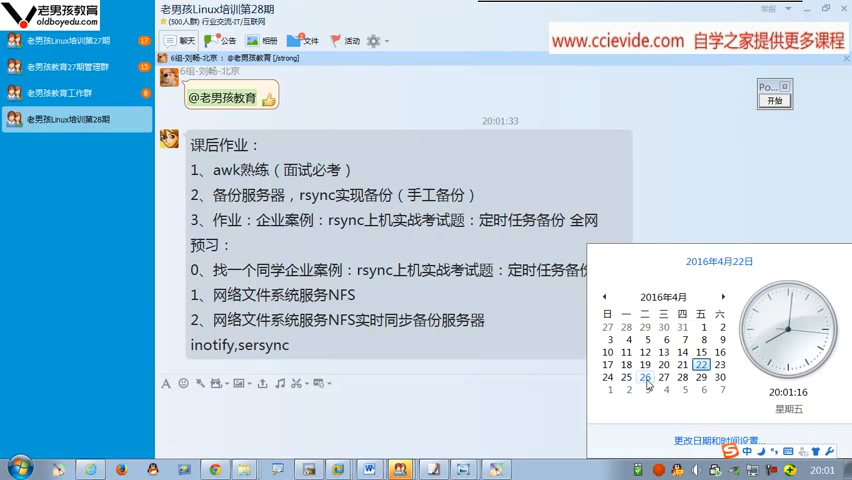 老男孩教育
oldboyedu.com
老男孩Linux培训第28期
(500人群) 行业交流-IT/互联网
举报
老男孩Linux培训第27期
17
老男孩教育27期管理群
13
老男孩教育工作群
8
老男孩Linux培训第28期
聊天 公告 相册 文件 活动
www.ccievide.com 自学之家提供更多课程
6组-刘畅-北京 : @老男孩教育 [/strong]
6组-刘畅-北京
@老男孩教育
Po...
开始
20:01:33
课后作业：
1、awk熟练（面试必考）
2、备份服务器，rsync实现备份（手工备份）
3、作业：企业案例：rsync上机实战考试题：定时任务备份 全网
预习：
0、找一个同学企业案例：rsync上机实战考试题：定时任务备份
1、网络文件系统服务NFS
2、网络文件系统服务NFS实时同步备份服务器
inotify,sersync
2016年4月22日
2016年4月
日 一 二 三 四 五 六
27 28 29 30 31 1 2
3 4 5 6 7 8 9
10 11 12 13 14 15 16
17 18 19 20 21 22 23
24 25 26 27 28 29 30
1 2 3 4 5 6 7
20:01:16
星期五
更改日期和时间设置...
中
20:01